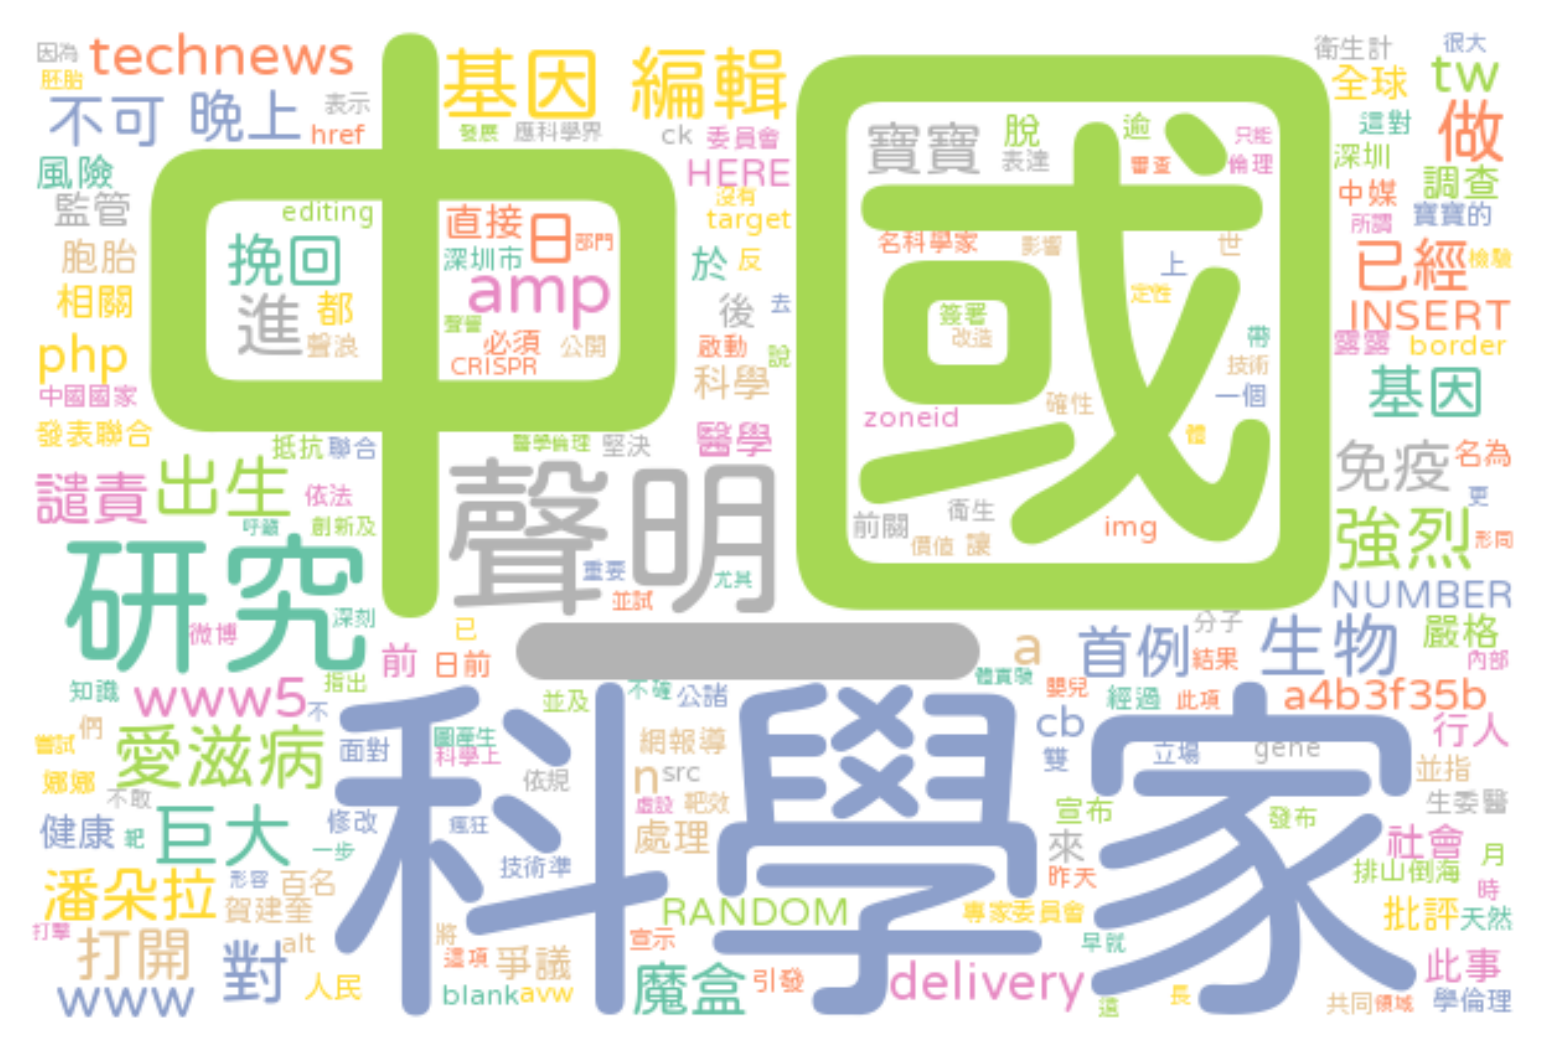 因為
technews
基因
編輯
衛生計
很大
胚胎
全球
tw
不可
晚上
表示
href
發展
應科學界
ck
委員會
寶寶
脫
逾
只能
這對
做
表達
審查
倫理
深圳
風險
HERE
中媒
調查
監管
editing
沒有
target
所謂
寶寶的
中
國
直接
日
部門
名科學家
影響
世
胞胎
挽回
深圳市
於
反
上
已經
檢驗
相關
進
都
amp
後
去
定性
簽署
INSERT
聲譽
聲浪
必須
公開
啟動
說
改造
帶
露露
border
php
CRISPR
科學
技術
中國國家
zoneid
確性
一個
基因
發表聯合
抵抗
聯合
醫學倫理
堅決
醫學
體
免疫
名為
譴責
出生
依法
聲明
前關
衛生
img
更
呼籲
創新及
價值
讓
強烈
形同
研究
重要
尤其
並試
NUMBER
深刻
微博
已
分子
前
日前
一
a
首例
結果
生物
嚴格
內部
知識
www5
指出
不
並及
不確
公諸
體實驗
嬰兒
經過
此項
a4b3f35b
嘗試
們
愛滋病
面對
圖產生
科學上
科學家
網報導
cb
雙
立場
gene
行人
娜娜
不敢
依規
n
src
並指
健康
靶
巨大
修改
瘋狂
虛設
靶效
宣布
發布
生委醫
一步
處理
來
社會
潘朵拉
形容
百名
技術準
昨天
排山倒海
月
賀建奎
RANDOM
專家委員會
時
批評
天然
打擊
打開
alt
將
宣示
早就
對
這項
爭議
魔盒
引發
delivery
此事
www
人民
blank
avw
這
長
共同
領域
學倫理